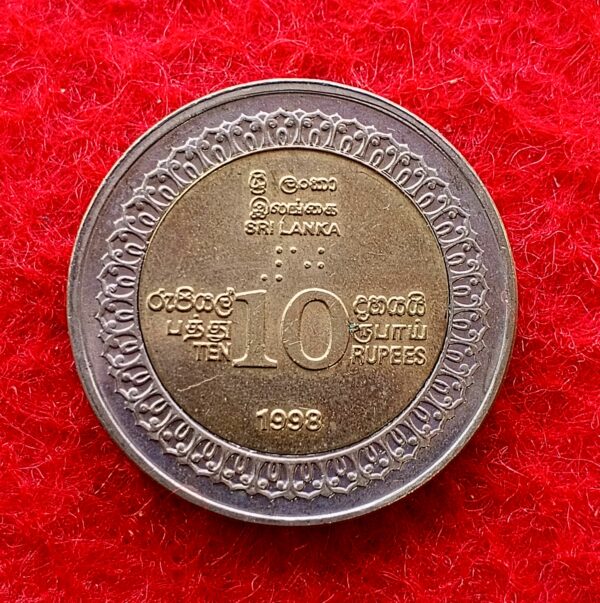 ශ්‍රී ලංකා
இலங்கை
SRI LANKA
රුපියල් 10 දහයයි
பத்து ரூபாய்
TEN RUPEES
1998